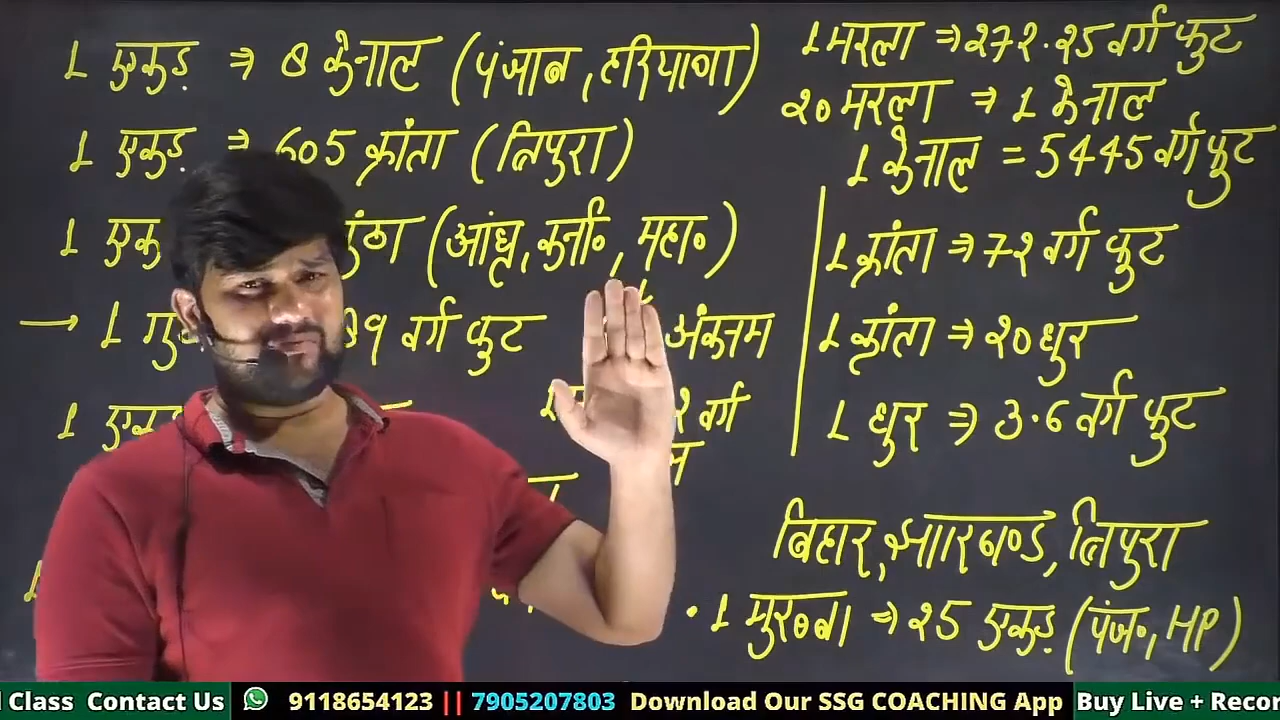 1 एकड़ ⇒ 8 केनाल (पंजाब, हरियाणा)
1 एकड़ ⇒ 605 क्रांता (त्रिपुरा)
1 एक ुंठा (आंध्र, कर्ना॰, महा॰)
→ 1 गु वर्ग फुट अंकनम
1 एक वर्ग
1 मरला ⇒ 272.25 वर्ग फुट
20 मरला ⇒ 1 केनाल
1 केनाल = 5445 वर्ग फुट
1 क्रांता ⇒ 72 वर्ग फुट
1 क्रांता ⇒ 20 धुर
1 धुर ⇒ 3.6 वर्ग फुट
बिहार, झारखण्ड, त्रिपुरा
• 1 मुरब्बा ⇒ 25 एकड़ (पंज॰, HP)
l Class Contact Us 9118654123 || 7905207803 Download Our SSG COACHING App Buy Live + Recor